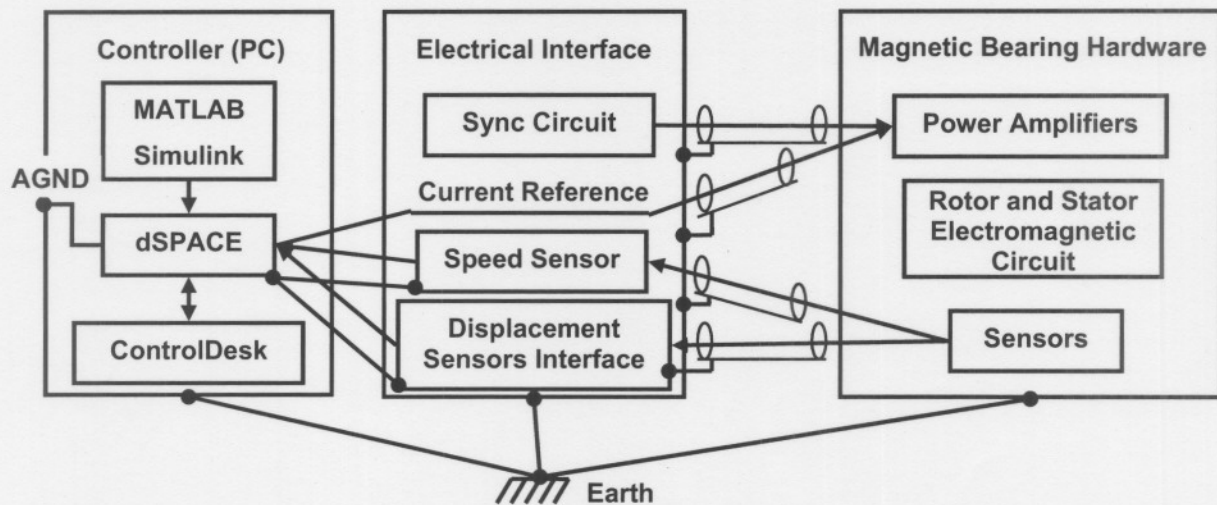 Controller (PC)
MATLAB
Simulink
AGND
dSPACE
ControlDesk
Electrical Interface
Sync Circuit
Current Reference
Speed Sensor
Displacement
Sensors Interface
Magnetic Bearing Hardware
Power Amplifiers
Rotor and Stator
Electromagnetic
Circuit
Sensors
Earth